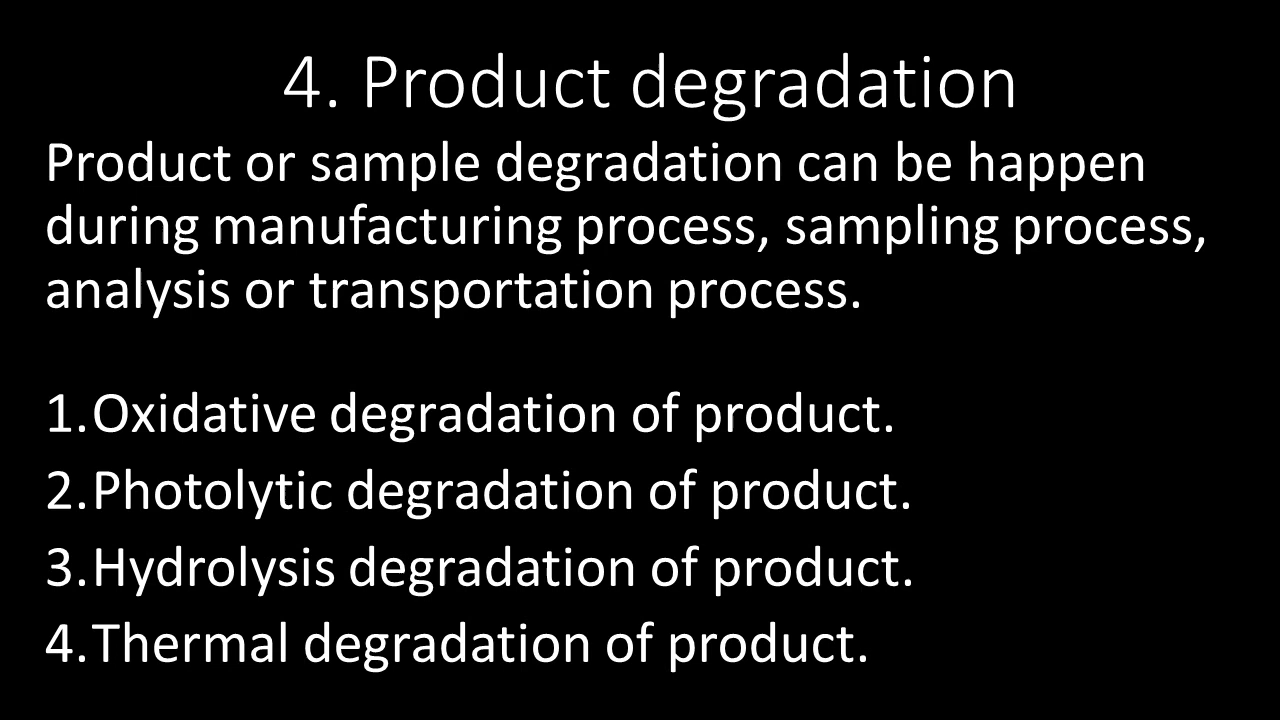 4. Product degradation
Product or sample degradation can be happen
during manufacturing process, sampling process,
analysis or transportation process.
1. Oxidative degradation of product.
2. Photolytic degradation of product.
3. Hydrolysis degradation of product.
4. Thermal degradation of product.